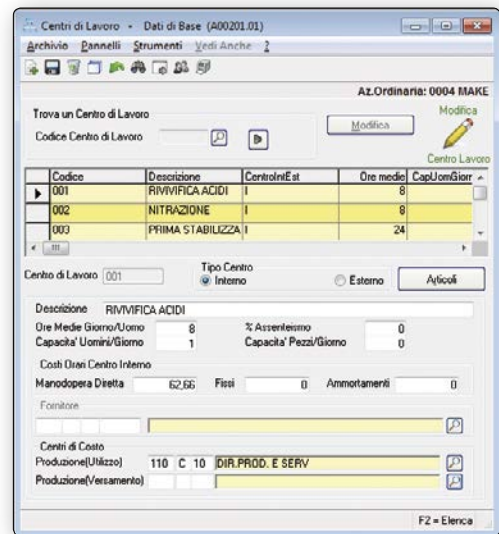 Centri di Lavoro - Dati di Base (A00201.01)
Archivio Pannelli Strumenti Vedi Anche ?
Az.Ordinaria: 0004 MAKE
Trova un Centro di Lavoro
Modifica
Modifica
Codice Centro di Lavoro
Centro Lavoro
Codice Descrizione CentroIntEst Ore medie CapUomGiorr
001 RIVIVIFICA ACIDI I 8
002 NITRAZIONE I 8
003 PRIMA STABILIZZA I 24
Tipo Centro
Centro di Lavoro 001 Interno Esterno Articoli
Descrizione RIVIVIFICA ACIDI
Ore Medie Giorno/Uomo 8 % Assenteismo 0
Capacita' Uomini/Giorno 1 Capacita' Pezzi/Giorno 0
Costi Orari Centro Interno
Manodopera Diretta 62,66 Fissi 0 Ammortamenti 0
Fornitore
Centri di Costo
Produzione(Utilizzo) 110 C 10 DIR.PROD. E SERV
Produzione(Versamento)
F2 = Elenca